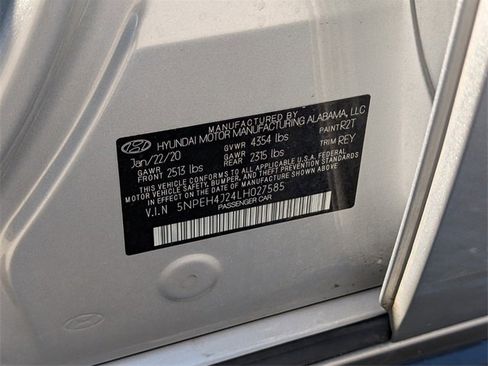 MANUFACTURED BY
HYUNDAI MOTOR MANUFACTURING ALABAMA, LLC
Jan/22/20 GVWR 4354 lbs PAINT R2T
GAWR FRONT 2513 lbs GAWR REAR 2315 lbs TRIM REY
THIS VEHICLE CONFORMS TO ALL APPLICABLE U.S. FEDERAL
MOTOR VEHICLE SAFETY, BUMPER, AND THEFT PREVENTION STANDARDS
IN EFFECT ON THE DATE OF MANUFACTURE SHOWN ABOVE.
V.I.N 5NPEH4J24LH027585
PASSENGER CAR